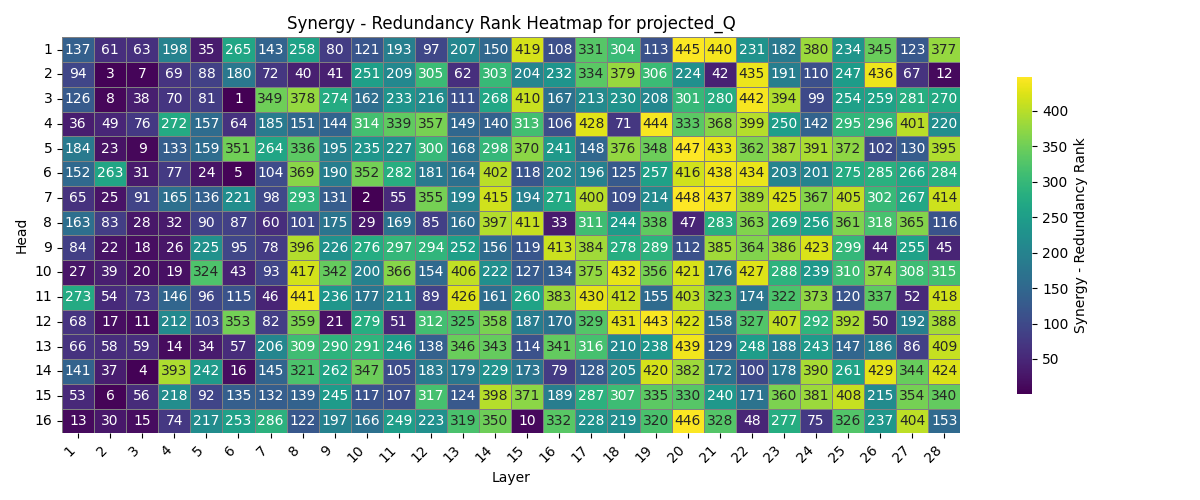 Synergy - Redundancy Rank Heatmap for projected_Q
1 137 61 63 198 35 265 143 258 80 121 193 97 207 150 419 108 331 304 113 445 440 231 182 380 234 345 123 377
2 94 3 7 69 88 180 72 40 41 251 209 305 62 303 204 232 334 379 306 224 42 435 191 110 247 436 67 12
3 126 8 38 70 81 1 349 378 274 162 233 216 111 268 410 167 213 230 208 301 280 442 394 99 254 259 281 270
4 36 49 76 272 157 64 185 151 144 314 339 357 149 140 313 106 428 71 444 333 368 399 250 142 295 296 401 220
5 184 23 9 133 159 351 264 336 195 235 227 300 168 298 370 241 148 376 348 447 433 362 387 391 372 102 130 395
6 152 263 31 77 24 5 104 369 190 352 282 181 164 402 118 202 196 125 257 416 438 434 203 201 275 285 266 284
7 65 25 91 165 136 221 98 293 131 2 55 355 199 415 194 271 400 109 214 448 437 389 425 367 405 302 267 414
8 163 83 28 32 90 87 60 101 175 29 169 85 160 397 411 33 311 244 338 47 283 363 269 256 361 318 365 116
9 84 22 18 26 225 95 78 396 226 276 297 294 252 156 119 413 384 278 289 112 385 364 386 423 299 44 255 45
10 27 39 20 19 324 43 93 417 342 200 366 154 406 222 127 134 375 432 356 421 176 427 288 239 310 374 308 315
11 273 54 73 146 96 115 46 441 236 177 211 89 426 161 260 383 430 412 155 403 323 174 322 373 120 337 52 418
12 68 17 11 212 103 353 82 359 21 279 51 312 325 358 187 170 329 431 443 422 158 327 407 292 392 50 192 388
13 66 58 59 14 34 57 206 309 290 291 246 138 346 343 114 341 316 210 238 439 129 248 188 243 147 186 86 409
14 141 37 4 393 242 16 145 321 262 347 105 183 179 229 173 79 128 205 420 382 172 100 178 390 261 429 344 424
15 53 6 56 218 92 135 132 139 245 117 107 317 124 398 371 189 287 307 335 330 240 171 360 381 408 215 354 340
16 13 30 15 74 217 253 286 122 197 166 249 223 319 350 10 332 228 219 320 446 328 48 277 75 326 237 404 153
1 2 3 4 5 6 7 8 9 10 11 12 13 14 15 16 17 18 19 20 21 22 23 24 25 26 27 28
Layer
Head
400
350
300
250
200
150
100
50
Synergy - Redundancy Rank